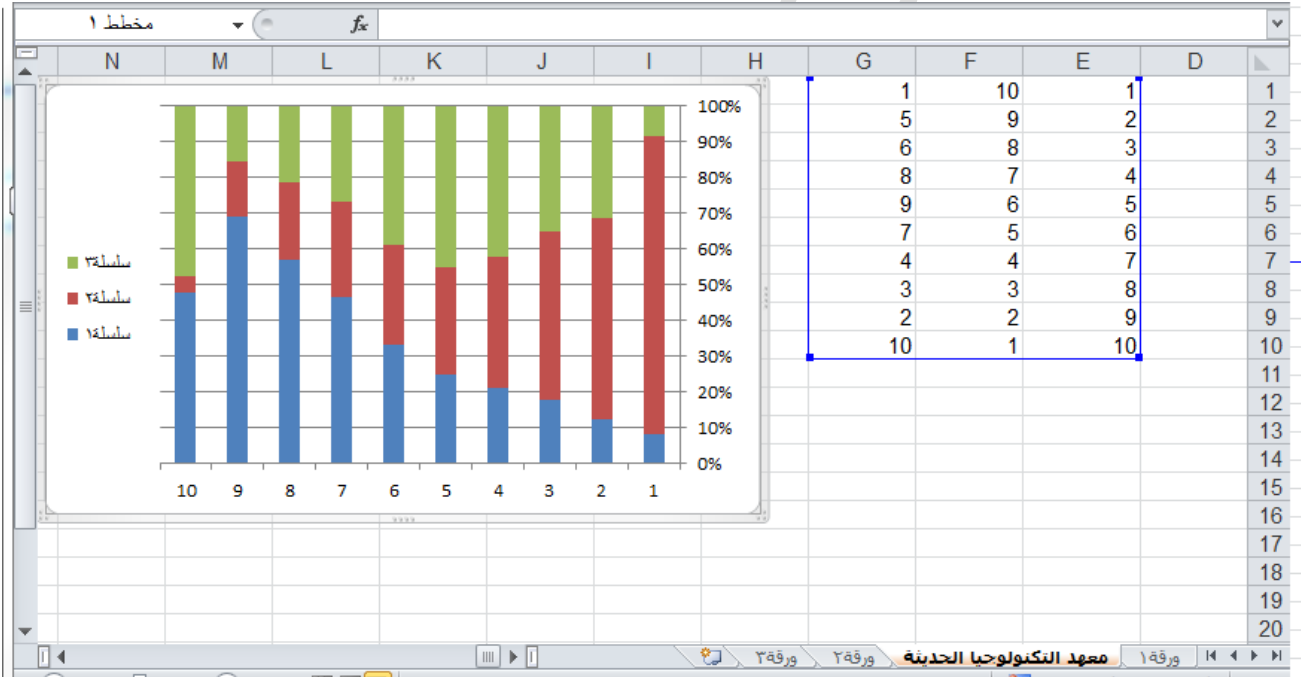 مخطط ١ fx
D E F G H I J K L M N
1 1 10 1
2 2 9 5
3 3 8 6
4 4 7 8
5 5 6 9
6 6 5 7
7 7 4 4
8 8 3 3
9 9 2 2
10 10 1 10
11
12
13
14
15
16
17
18
19
20
100%
90%
80%
70%
60%
50%
40%
30%
20%
10%
0%
1 2 3 4 5 6 7 8 9 10
سلسلة٣
سلسلة٢
سلسلة١
ورقة١ معهد التكنولوجيا الحديثة ورقة٢ ورقة٣